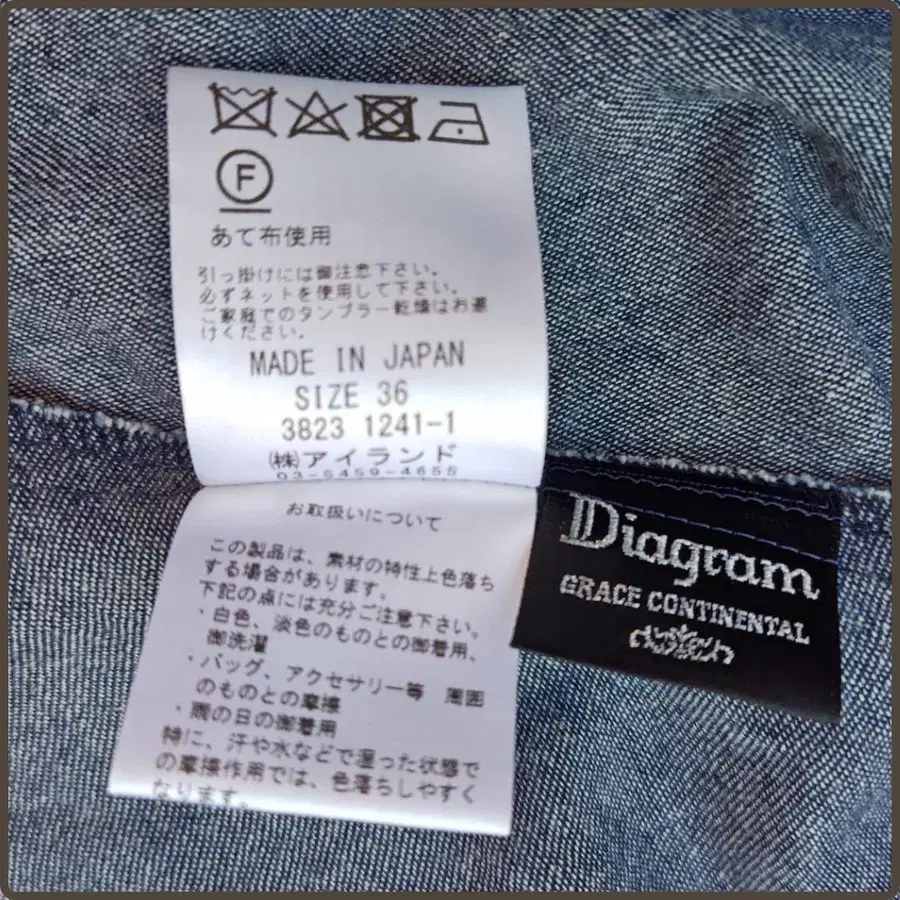 F
あて布使用
引っ掛けには御注意下さい。
必ずネットを使用して下さい。
ご家庭でのタンブラー乾燥はお避
けください。
MADE IN JAPAN
SIZE 36
3823 1241-1
㈱アイランド
03-5459-4655
お取扱いについて
この製品は、素材の特性上色落ち
する場合があります。
下記の点には充分ご注意下さい。
・白色、淡色のものとの御着用、
御洗濯
・バッグ、アクセサリー等 周囲
のものとの摩擦
・雨の日の御着用
特に、汗や水などで湿った状態で
の摩擦作用では、色落ちしやすく
なります。
Diagram
GRACE CONTINENTAL